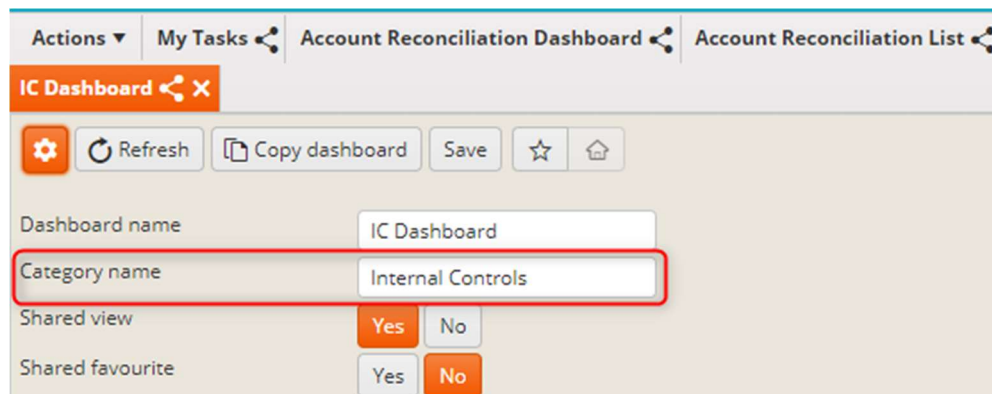 Actions ▼ My Tasks Account Reconciliation Dashboard Account Reconciliation List
IC Dashboard ✕
Refresh Copy dashboard Save
Dashboard name IC Dashboard
Category name Internal Controls
Shared view Yes No
Shared favourite Yes No